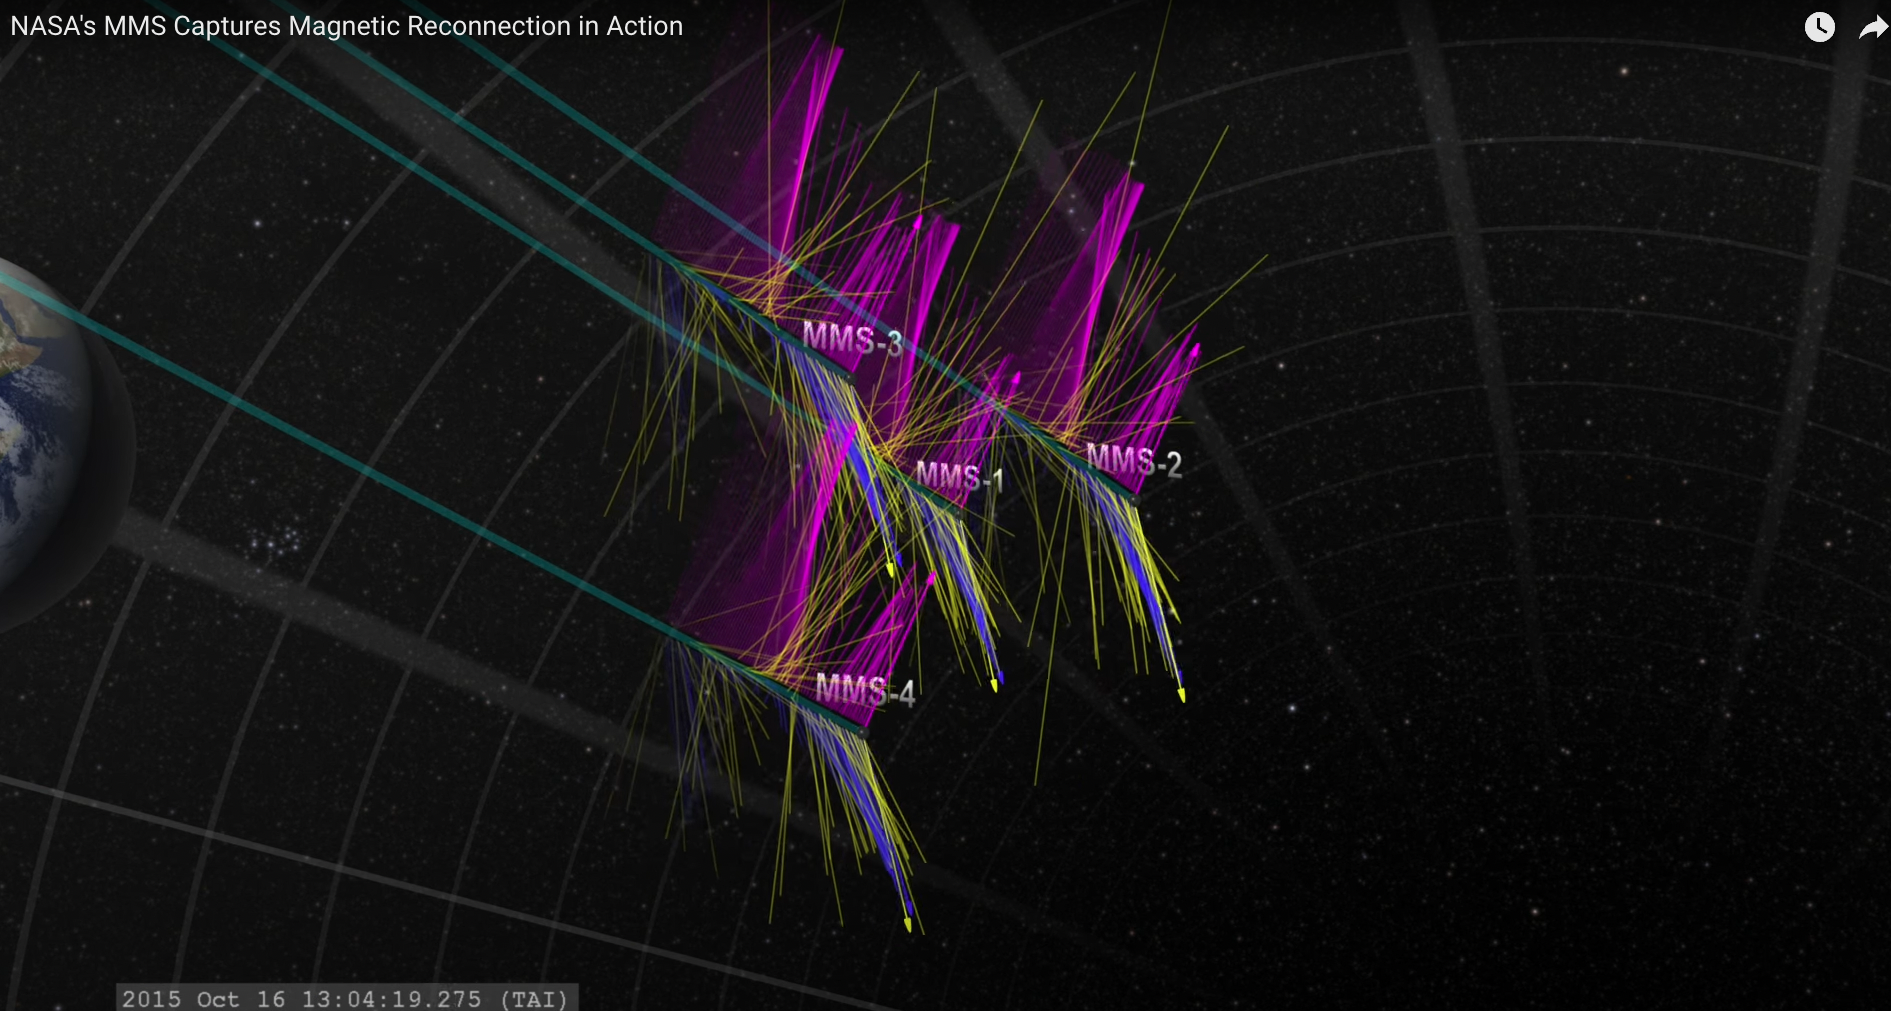 NASA's MMS Captures Magnetic Reconnection in Action
MMS-3
MMS-1
MMS-2
MMS-4
2015 Oct 16 13:04:19.275 (TAI)